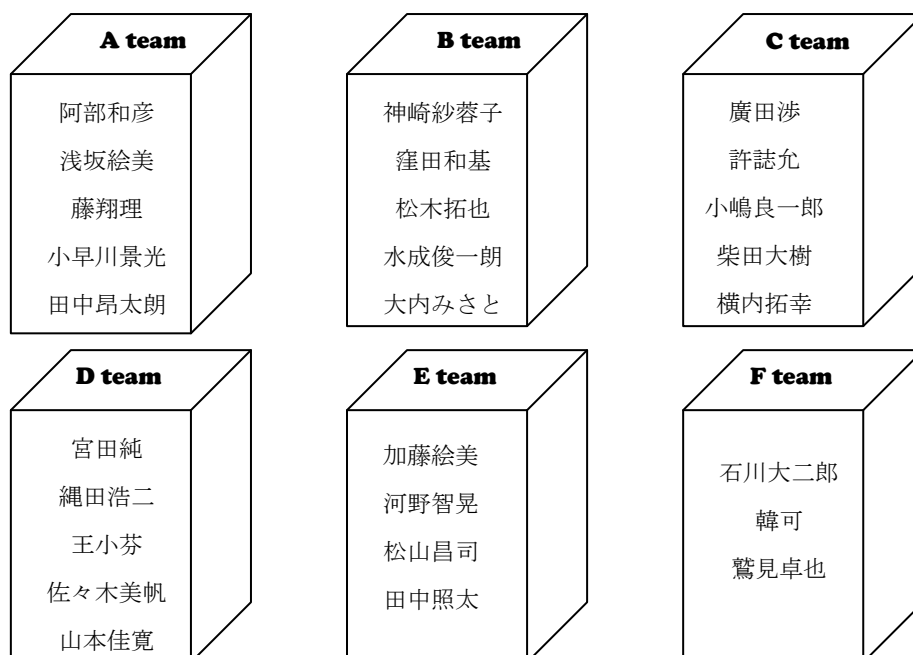 A team
阿部和彦
浅坂絵美
藤翔理
小早川景光
田中昂太朗
B team
神崎紗蓉子
窪田和基
松木拓也
水成俊一朗
大内みさと
C team
廣田渉
許誌允
小嶋良一郎
柴田大樹
横内拓幸
D team
宮田純
縄田浩二
王小芬
佐々木美帆
山本佳寛
E team
加藤絵美
河野智晃
松山昌司
田中照太
F team
石川大二郎
韓可
鷲見卓也